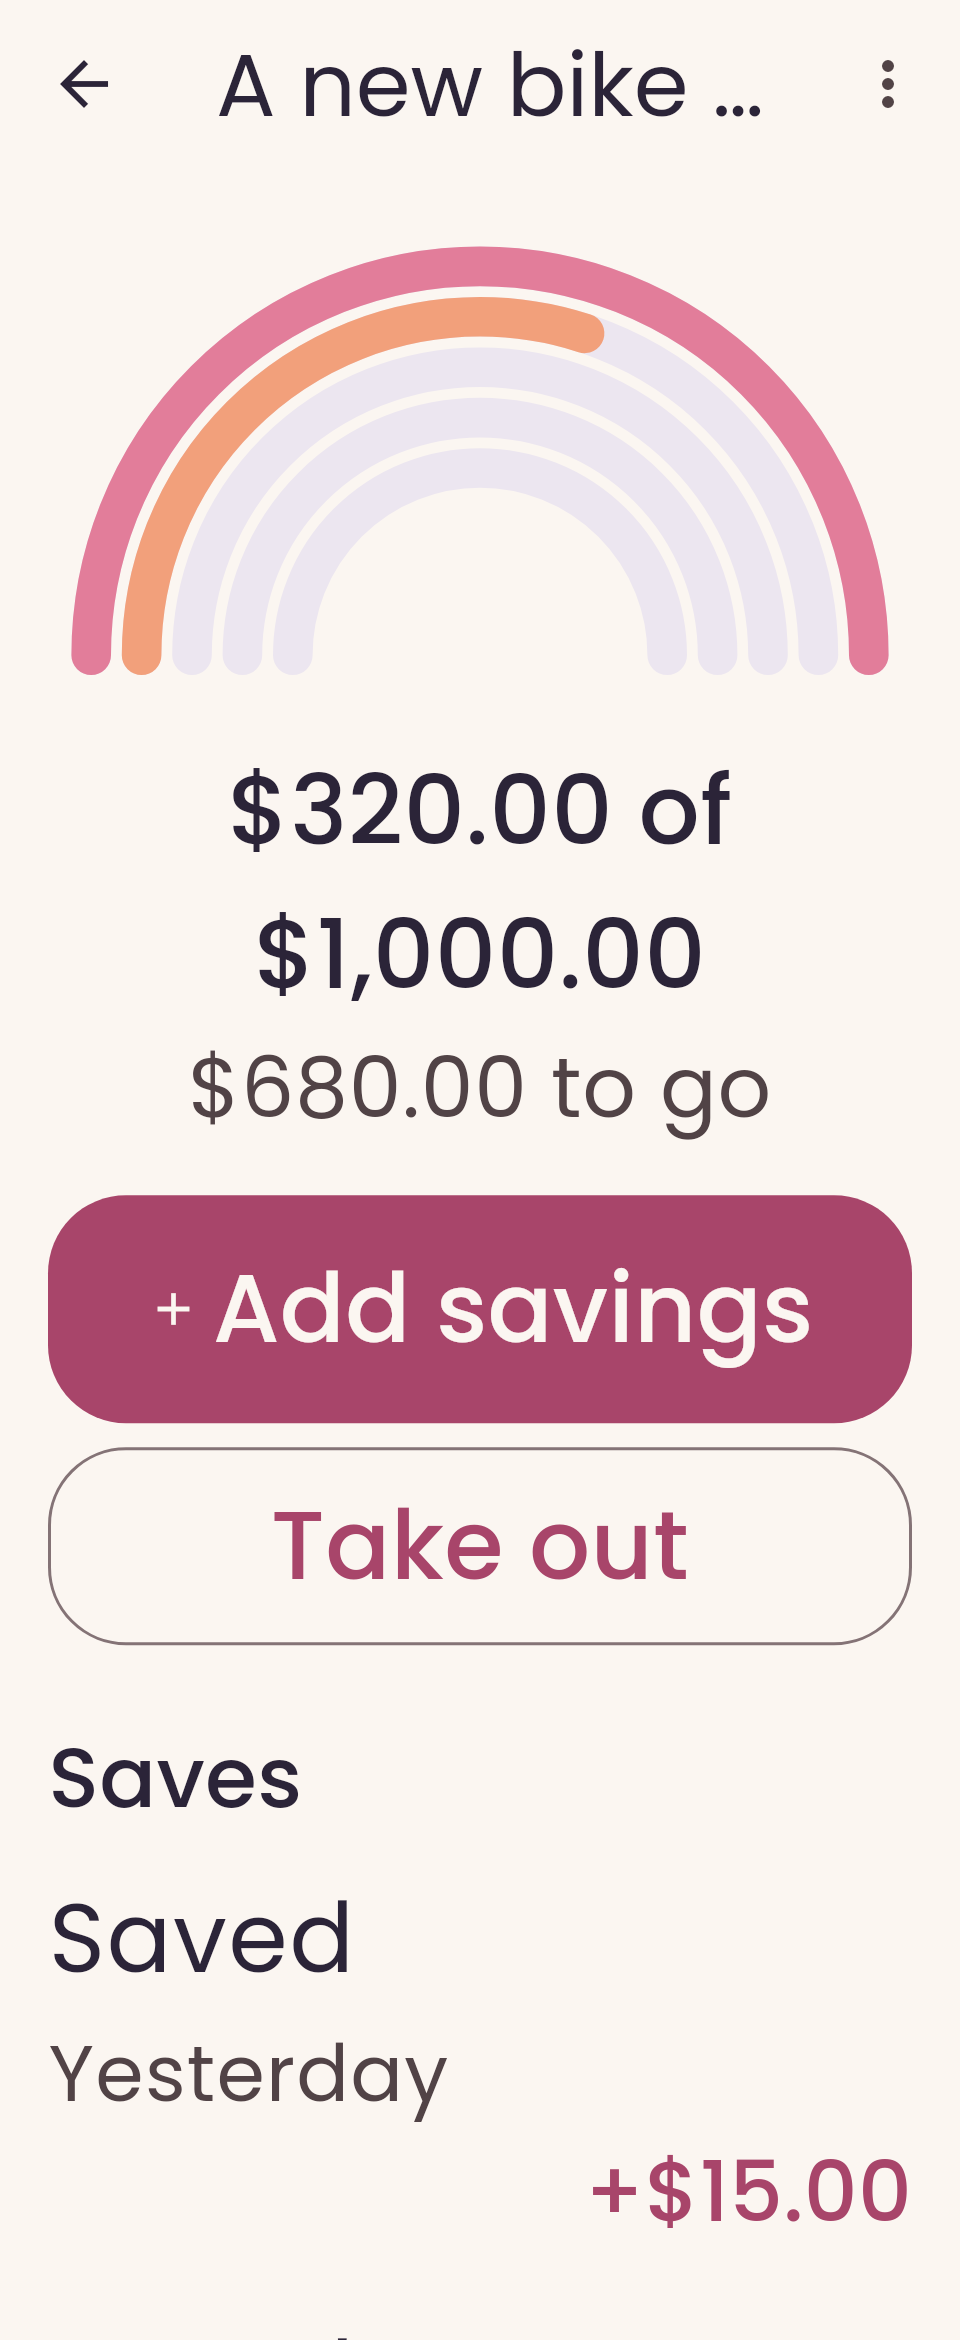 A new bike ...
$320.00 of
$1,000.00
$680.00 to go
+ Add savings
Take out
Saves
Saved
Yesterday
+$15.00